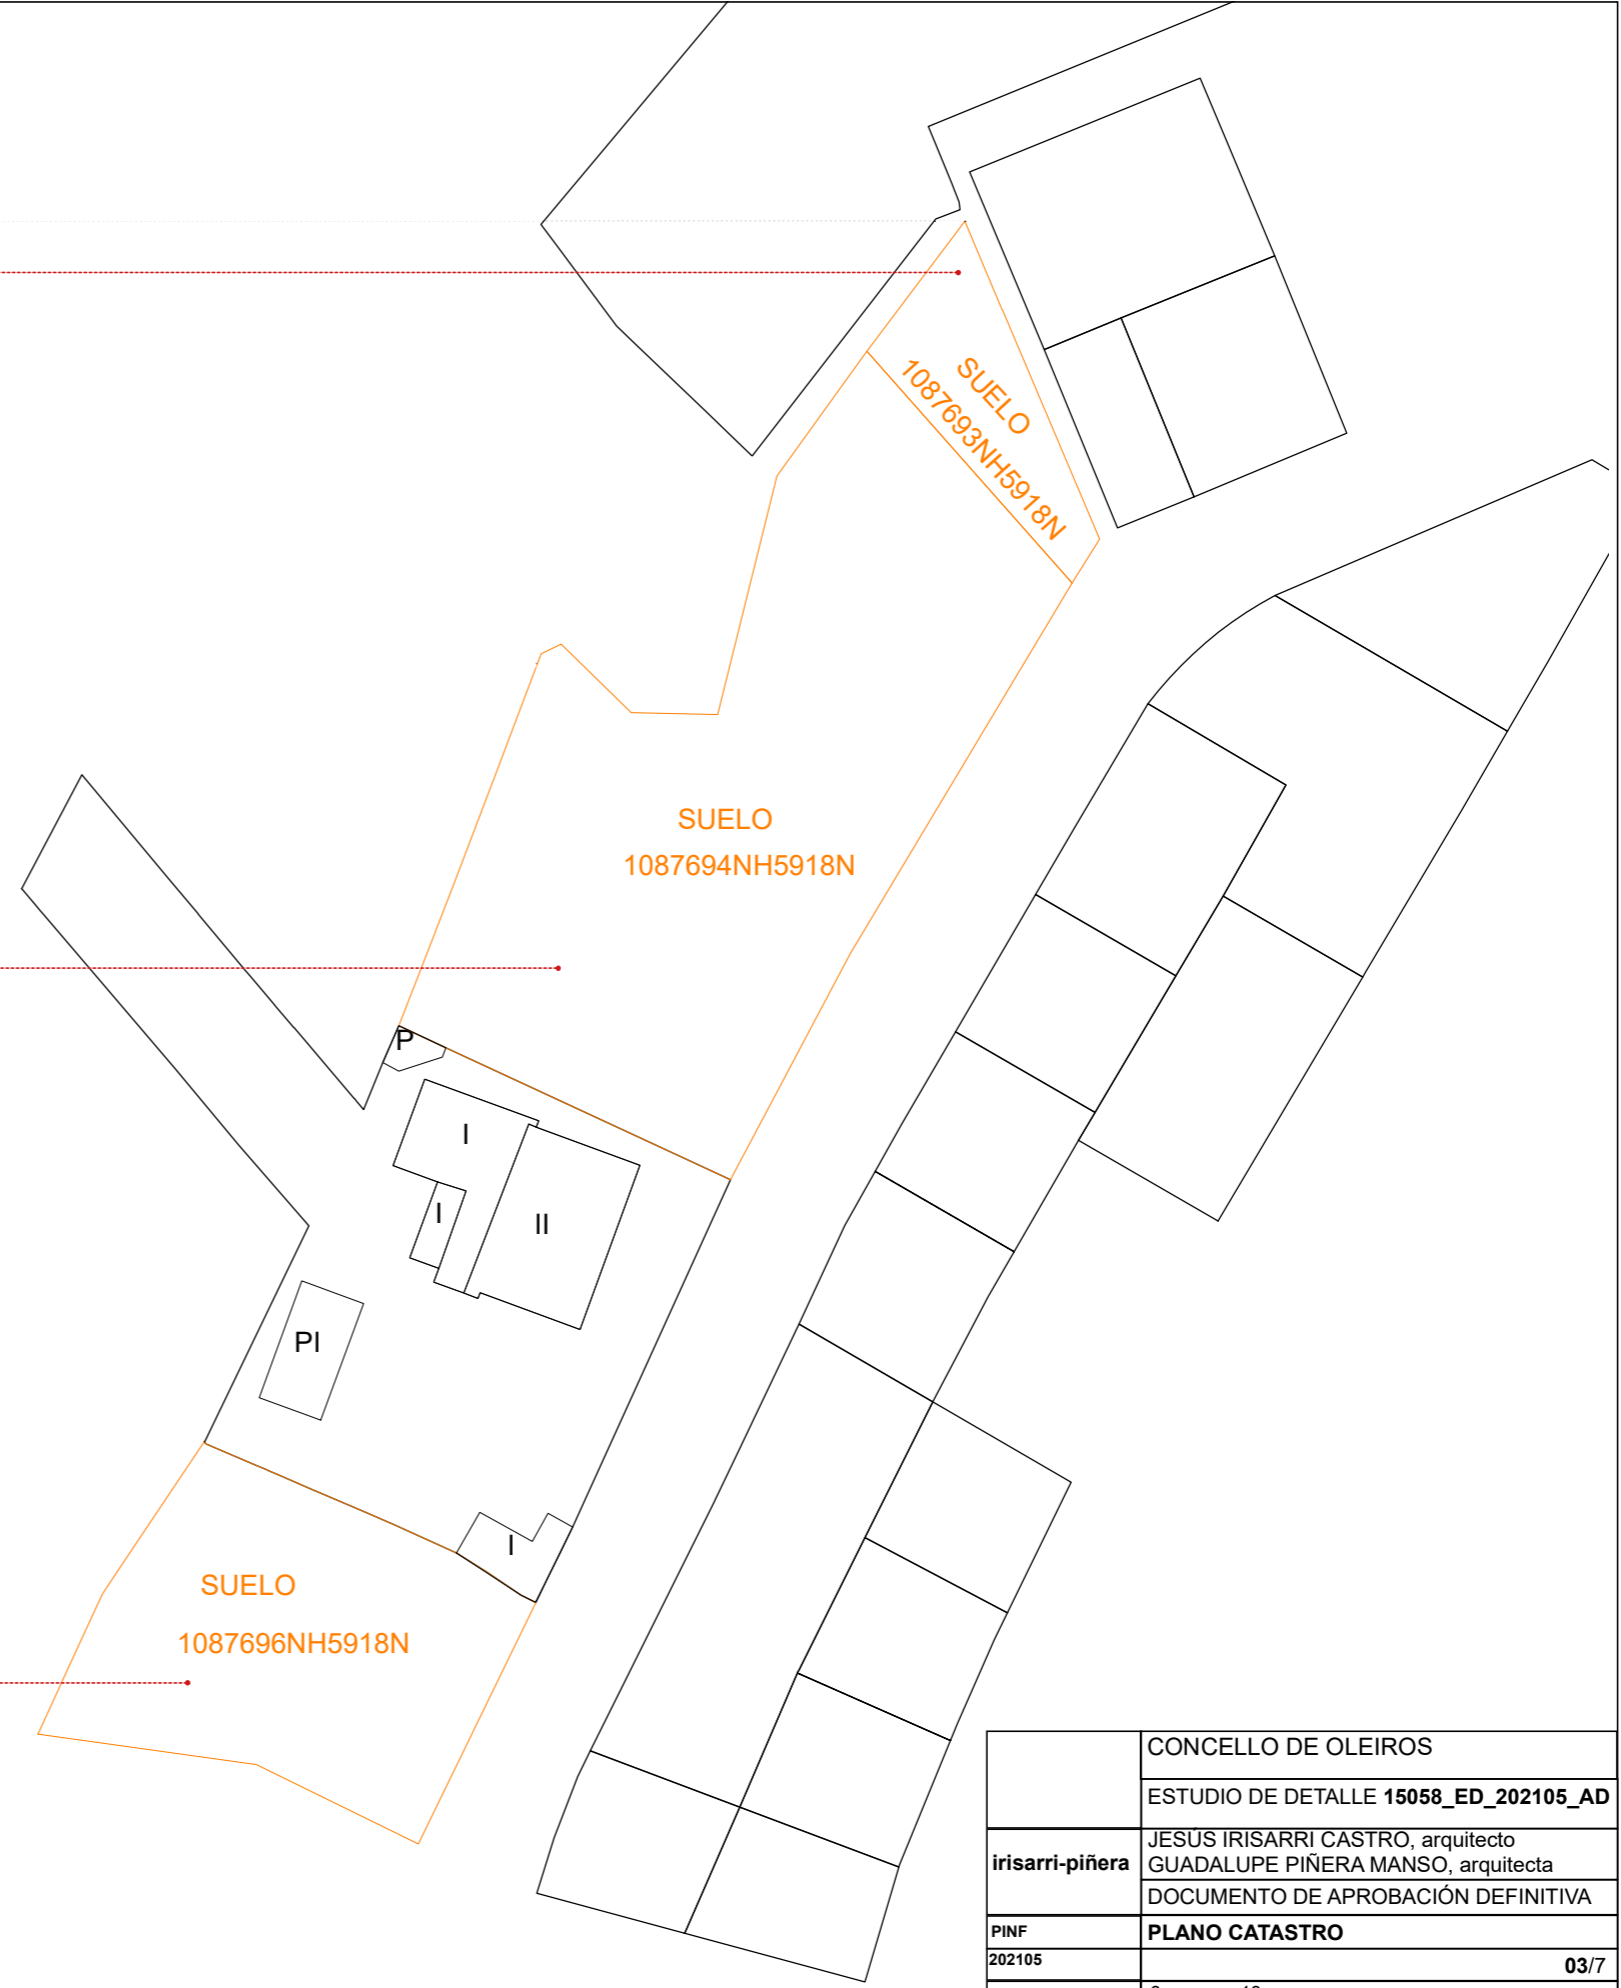 SUELO
1087693NH5918N
SUELO
1087694NH5918N
P
I
I
II
PI
I
SUELO
1087696NH5918N
CONCELLO DE OLEIROS
ESTUDIO DE DETALLE 15058_ED_202105_AD
irisarri-piñera
JESÚS IRISARRI CASTRO, arquitecto
GUADALUPE PIÑERA MANSO, arquitecta
DOCUMENTO DE APROBACIÓN DEFINITIVA
PINF
PLANO CATASTRO
202105
03/7